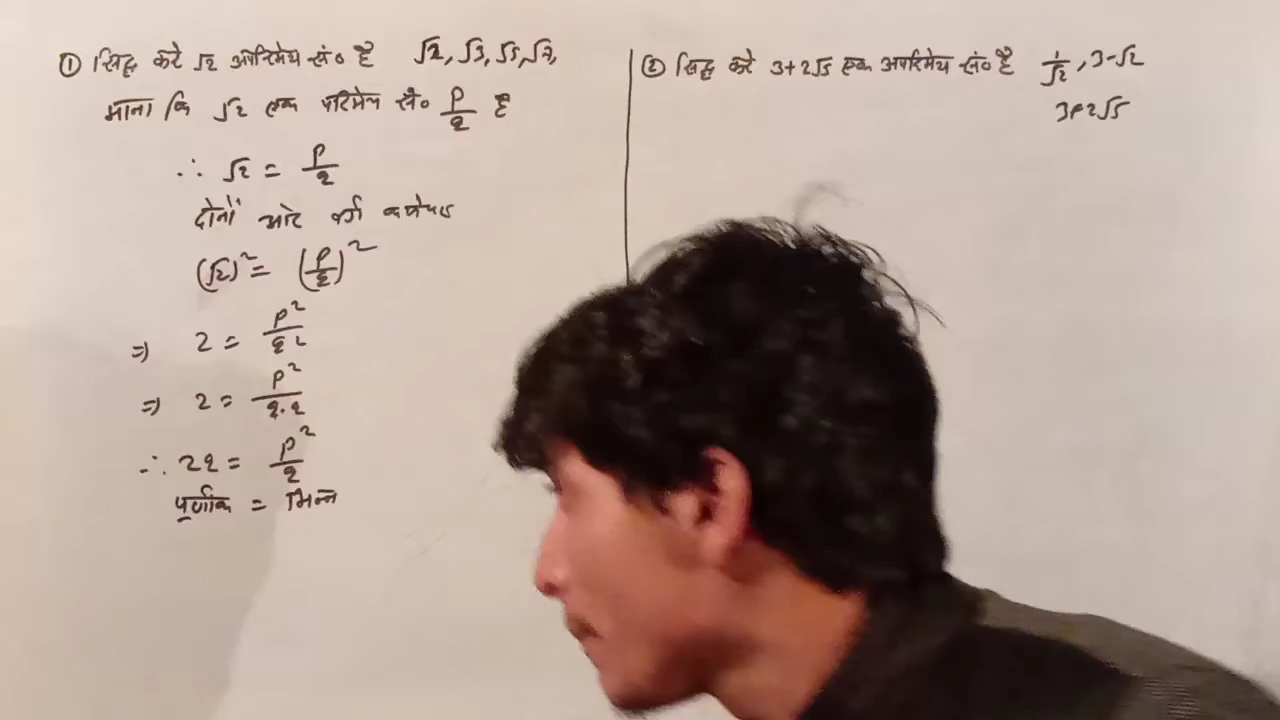 ① सिद्ध करे √2 अपरिमेय सं० है √2, √3, √5, √7,
माना कि √2 एक परिमेय सं० p/q है
∴ √2 = p/q
दोनों ओर वर्ग करनेपर
(√2)² = (p/q)²
⇒ 2 = p²/q²
⇒ 2 = p²/q.q
∴ 2q = p²/q
पूर्णांक = भिन्न
② सिद्ध करे 3+2√5 एक अपरिमेय सं० है 1/√2, 3-√2
3+2√5